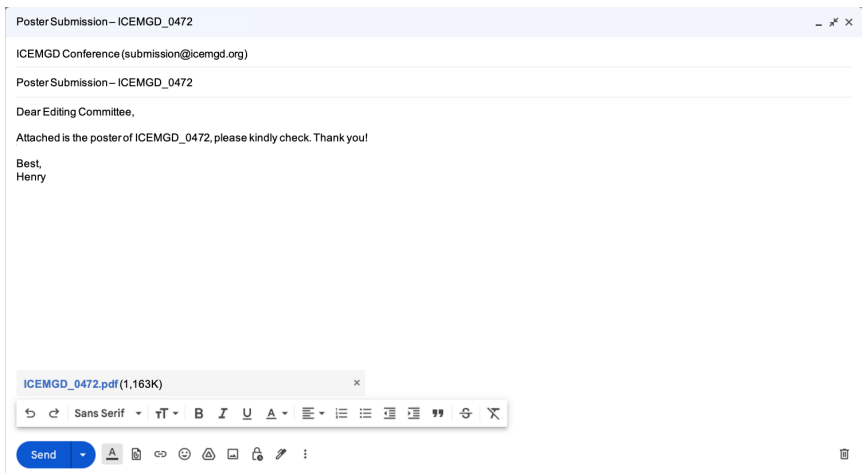 Poster Submission – ICEMGD_0472
ICEMGD Conference (submission@icemgd.org)
Poster Submission – ICEMGD_0472
Dear Editing Committee,
Attached is the poster of ICEMGD_0472, please kindly check. Thank you!
Best,
Henry
ICEMGD_0472.pdf (1,163K)
Sans Serif
Send